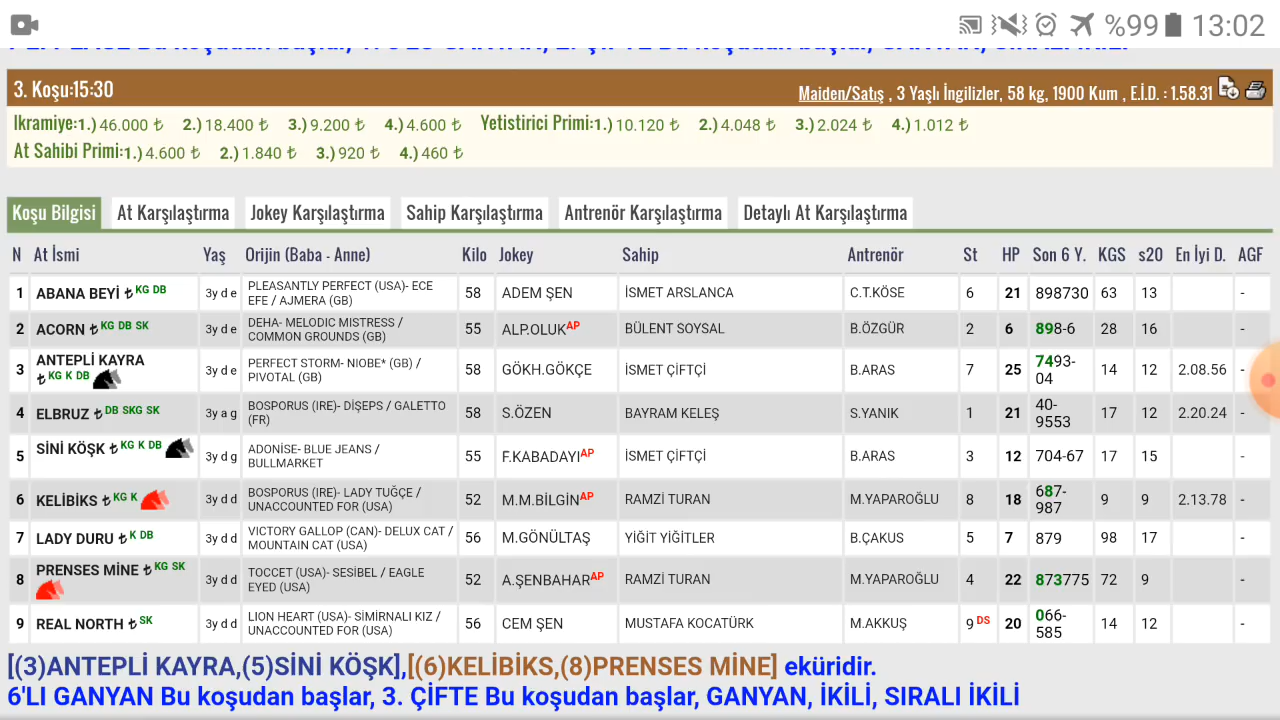 %99 13:02
3. Koşu:15:30
Maiden/Satış , 3 Yaşlı İngilizler, 58 kg, 1900 Kum , E.İ.D. : 1.58.31
Ikramiye:1.) 46.000 ₺ 2.) 18.400 ₺ 3.) 9.200 ₺ 4.) 4.600 ₺ Yetistirici Primi:1.) 10.120 ₺ 2.) 4.048 ₺ 3.) 2.024 ₺ 4.) 1.012 ₺
At Sahibi Primi:1.) 4.600 ₺ 2.) 1.840 ₺ 3.) 920 ₺ 4.) 460 ₺
Koşu Bilgisi At Karşılaştırma Jokey Karşılaştırma Sahip Karşılaştırma Antrenör Karşılaştırma Detaylı At Karşılaştırma
N At İsmi Yaş Orijin (Baba - Anne) Kilo Jokey Sahip Antrenör St HP Son 6 Y. KGS s20 En İyi D. AGF
1 ABANA BEYİ ₺ KG DB 3y d e PLEASANTLY PERFECT (USA)- ECE 58 ADEM ŞEN İSMET ARSLANCA C.T.KÖSE 6 21 898730 63 13 -
EFE / AJMERA (GB)
2 ACORN ₺ KG DB SK 3y d e DEHA- MELODIC MISTRESS / 55 ALP.OLUK AP BÜLENT SOYSAL B.ÖZGÜR 2 6 898-6 28 16 -
COMMON GROUNDS (GB)
3 ANTEPLİ KAYRA 3y d e PERFECT STORM- NIOBE* (GB) / 58 GÖKH.GÖKÇE İSMET ÇİFTÇİ B.ARAS 7 25 7493- 14 12 2.08.56 -
₺ KG K DB PIVOTAL (GB) 04
4 ELBRUZ ₺ DB SKG SK 3y a g BOSPORUS (IRE)- DİŞEPS / GALETTO 58 S.ÖZEN BAYRAM KELEŞ S.YANIK 1 21 40- 17 12 2.20.24 -
(FR) 9553
5 SİNİ KÖŞK ₺ KG K DB 3y d g ADONİSE- BLUE JEANS / 55 F.KABADAYI AP İSMET ÇİFTÇİ B.ARAS 3 12 704-67 17 15 -
BULLMARKET
6 KELİBİKS ₺ KG K 3y d d BOSPORUS (IRE)- LADY TUĞÇE / 52 M.M.BİLGİN AP RAMZİ TURAN M.YAPAROĞLU 8 18 687- 9 9 2.13.78 -
UNACCOUNTED FOR (USA) 987
7 LADY DURU ₺ K DB 3y d d VICTORY GALLOP (CAN)- DELUX CAT / 56 M.GÖNÜLTAŞ YİĞİT YİĞİTLER B.ÇAKUS 5 7 879 98 17 -
MOUNTAIN CAT (USA)
8 PRENSES MİNE ₺ KG SK 3y d d TOCCET (USA)- SESİBEL / EAGLE 52 A.ŞENBAHAR AP RAMZİ TURAN M.YAPAROĞLU 4 22 873775 72 9 -
EYED (USA)
9 REAL NORTH ₺ SK 3y d d LION HEART (USA)- SİMİRNALI KIZ / 56 CEM ŞEN MUSTAFA KOCATÜRK M.AKKUŞ 9 DS 20 066- 14 12 -
UNACCOUNTED FOR (USA) 585
[(3)ANTEPLİ KAYRA,(5)SİNİ KÖŞK],[(6)KELİBİKS,(8)PRENSES MİNE] eküridir.
6'LI GANYAN Bu koşudan başlar, 3. ÇİFTE Bu koşudan başlar, GANYAN, İKİLİ, SIRALI İKİLİ